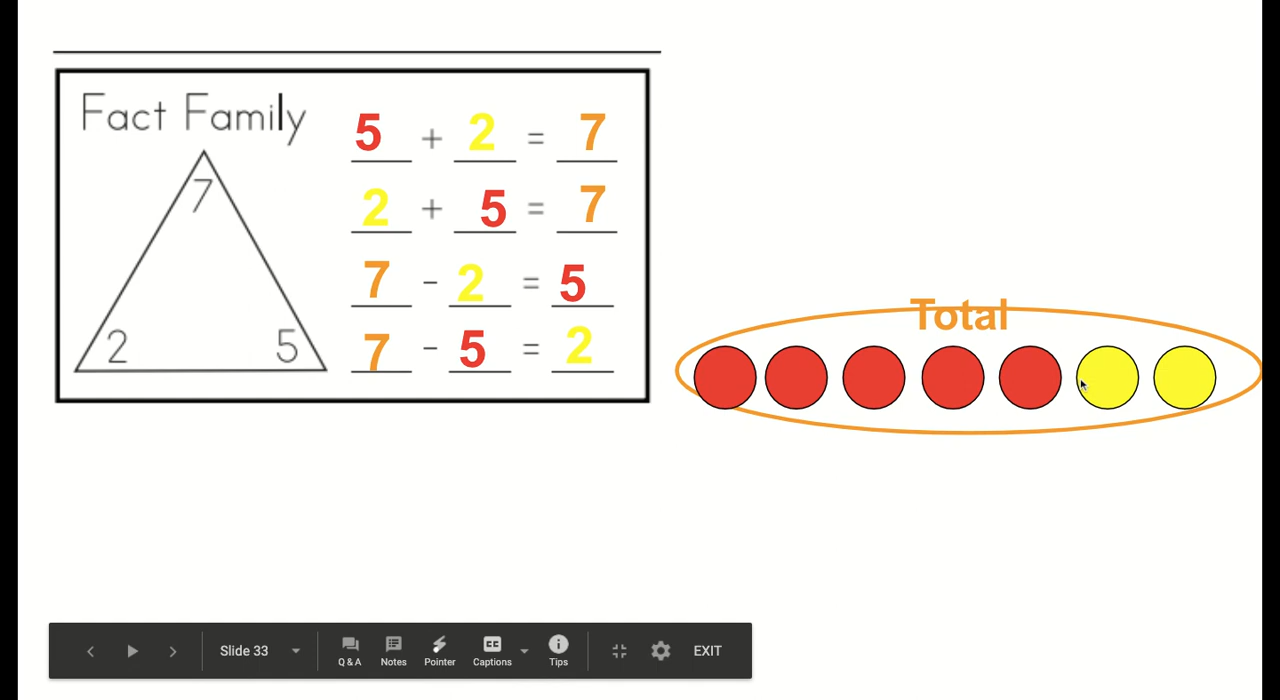 Fact Family
5 + 2 = 7
2 + 5 = 7
7 - 2 = 5
7 - 5 = 2
7
2 5
Total
Slide 33
Q & A Notes Pointer CC Captions Tips EXIT